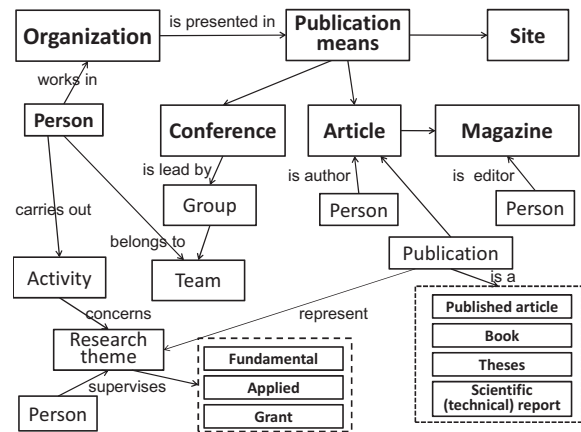 is presented in
Organization
Publication
means
Site
works in
Person
Conference
Article
Magazine
is lead by
is author
is editor
Group
Person
Person
carries out
belongs to
Publication
Activity
Team
is a
concerns
represent
Published article
Research
theme
Fundamental
Book
supervises
Applied
Theses
Person
Grant
Scientific
(technical) report